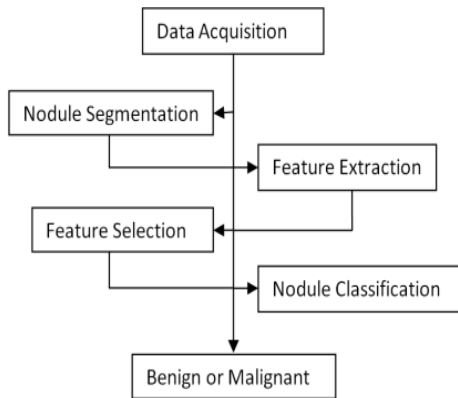 Data Acquisition
Nodule Segmentation
Feature Extraction
Feature Selection
Nodule Classification
Benign or Malignant